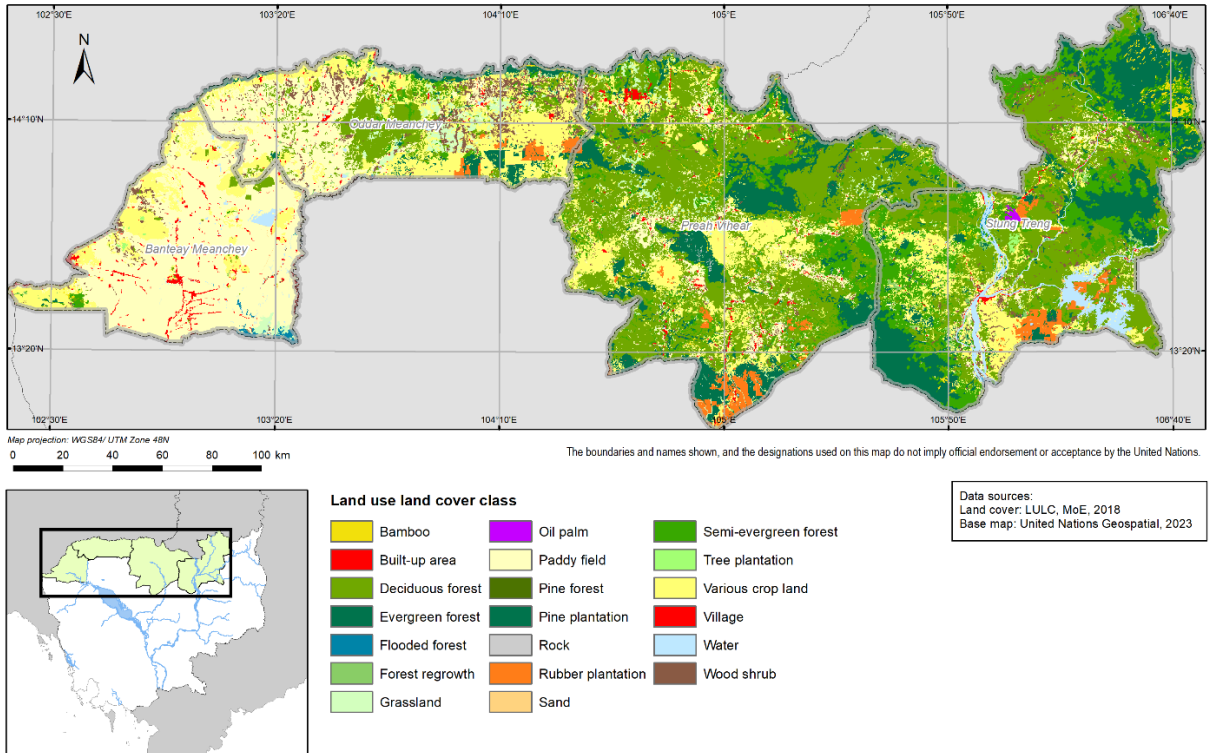 102°30'E 103°20'E 104°10'E 105°E 105°50'E 106°40'E
N
14°10'N 14°10'N
Oddar Meanchey
Preah Vihear Stung Treng
Banteay Meanchey
13°20'N 13°20'N
102°30'E 103°20'E 104°10'E 105°E 105°50'E 106°40'E
Map projection: WGS84/ UTM Zone 48N
The boundaries and names shown, and the designations used on this map do not imply official endorsement or acceptance by the United Nations.
0 20 40 60 80 100 km
Land use land cover class
Bamboo Oil palm Semi-evergreen forest
Built-up area Paddy field Tree plantation
Deciduous forest Pine forest Various crop land
Evergreen forest Pine plantation Village
Flooded forest Rock Water
Forest regrowth Rubber plantation Wood shrub
Grassland Sand
Data sources:
Land cover: LULC, MoE, 2018
Base map: United Nations Geospatial, 2023